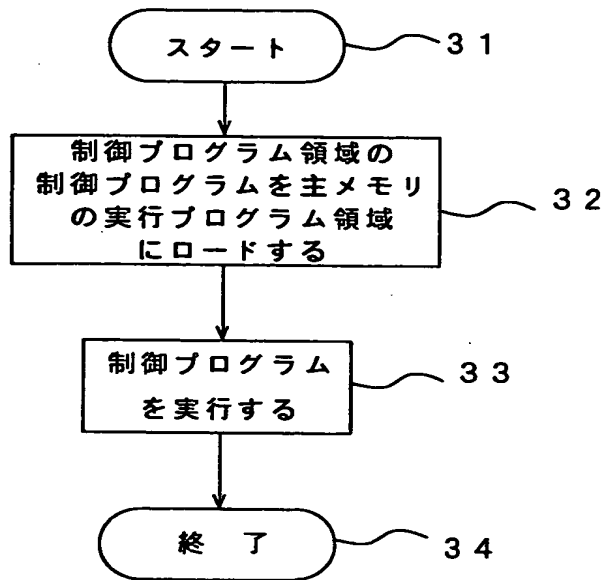 スタート
31
制御プログラム領域の
制御プログラムを主メモリ
の実行プログラム領域
にロードする
32
制御プログラム
を実行する
33
終 了
34